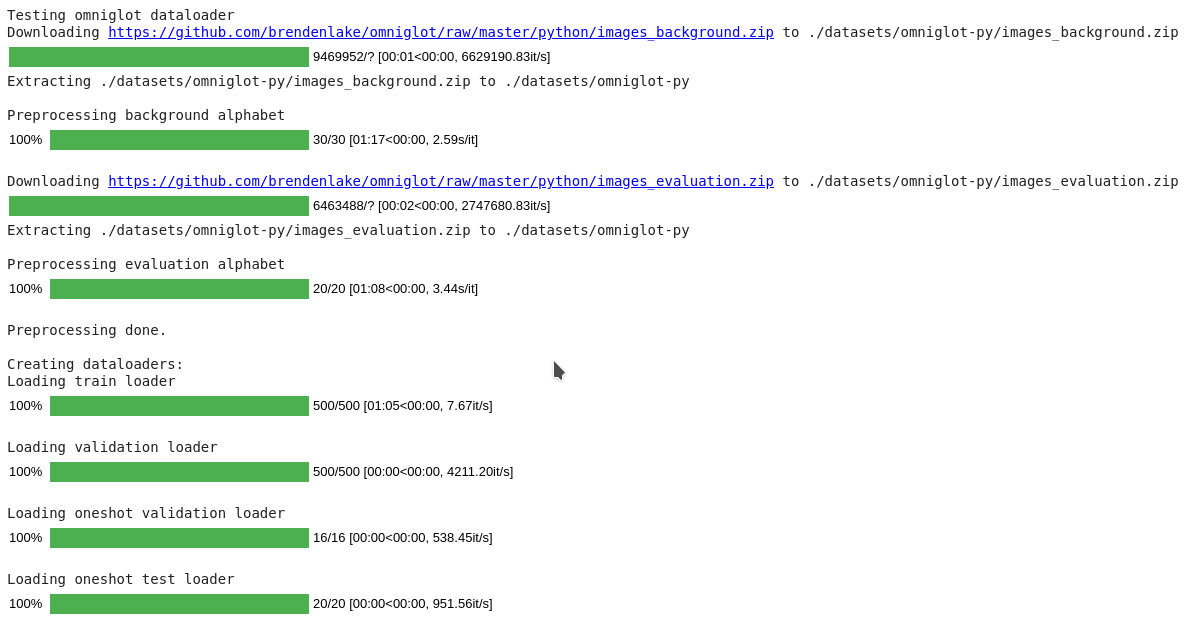 Testing omniglot dataloader
Downloading https://github.com/brendenlake/omniglot/raw/master/python/images_background.zip to ./datasets/omniglot-py/images_background.zip
9469952/? [00:01<00:00, 6629190.83it/s]
Extracting ./datasets/omniglot-py/images_background.zip to ./datasets/omniglot-py
Preprocessing background alphabet
100% 30/30 [01:17<00:00, 2.59s/it]
Downloading https://github.com/brendenlake/omniglot/raw/master/python/images_evaluation.zip to ./datasets/omniglot-py/images_evaluation.zip
6463488/? [00:02<00:00, 2747680.83it/s]
Extracting ./datasets/omniglot-py/images_evaluation.zip to ./datasets/omniglot-py
Preprocessing evaluation alphabet
100% 20/20 [01:08<00:00, 3.44s/it]
Preprocessing done.
Creating dataloaders:
Loading train loader
100% 500/500 [01:05<00:00, 7.67it/s]
Loading validation loader
100% 500/500 [00:00<00:00, 4211.20it/s]
Loading oneshot validation loader
100% 16/16 [00:00<00:00, 538.45it/s]
Loading oneshot test loader
100% 20/20 [00:00<00:00, 951.56it/s]